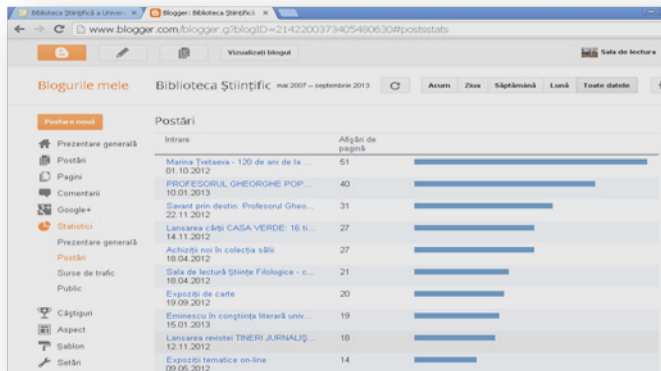 Biblioteca Științifică a Univer
Blogger: Biblioteca Științifi
www.blogger.com/blogger.g?blogID=2142200373405480630#postsstats
Vizualizați blogul
Sala de lectura
Blogurile mele
Biblioteca Științific mai 2007 – septembrie 2013
Acum Ziua Săptămână Lună Toate datele
Postare nouă
Prezentare generală
Postări
Pagini
Comentarii
Google+
Statistici
Prezentare generală
Postări
Surse de trafic
Public
Câștiguri
Aspect
Șablon
Setări
Postări
Intrare Afișări de pagină
Marina Țvetaeva - 120 de ani de la ... 51
01.10.2012
PROFESORUL GHEORGHE POP... 40
10.01.2013
Savant prin destin: Profesorul Gheo... 31
22.11.2012
Lansarea cărții CASA VERDE: 16 ti... 27
14.11.2012
Achiziții noi în colecția sălii 27
18.04.2012
Sala de lectură Științe Filologice - c... 21
18.04.2012
Expoziții de carte 20
19.09.2012
Eminescu în conștiința literară univ... 19
15.01.2013
Lansarea revistei TINERI JURNALIȘ... 18
12.11.2012
Expoziții tematice on-line 14
09.05.2012